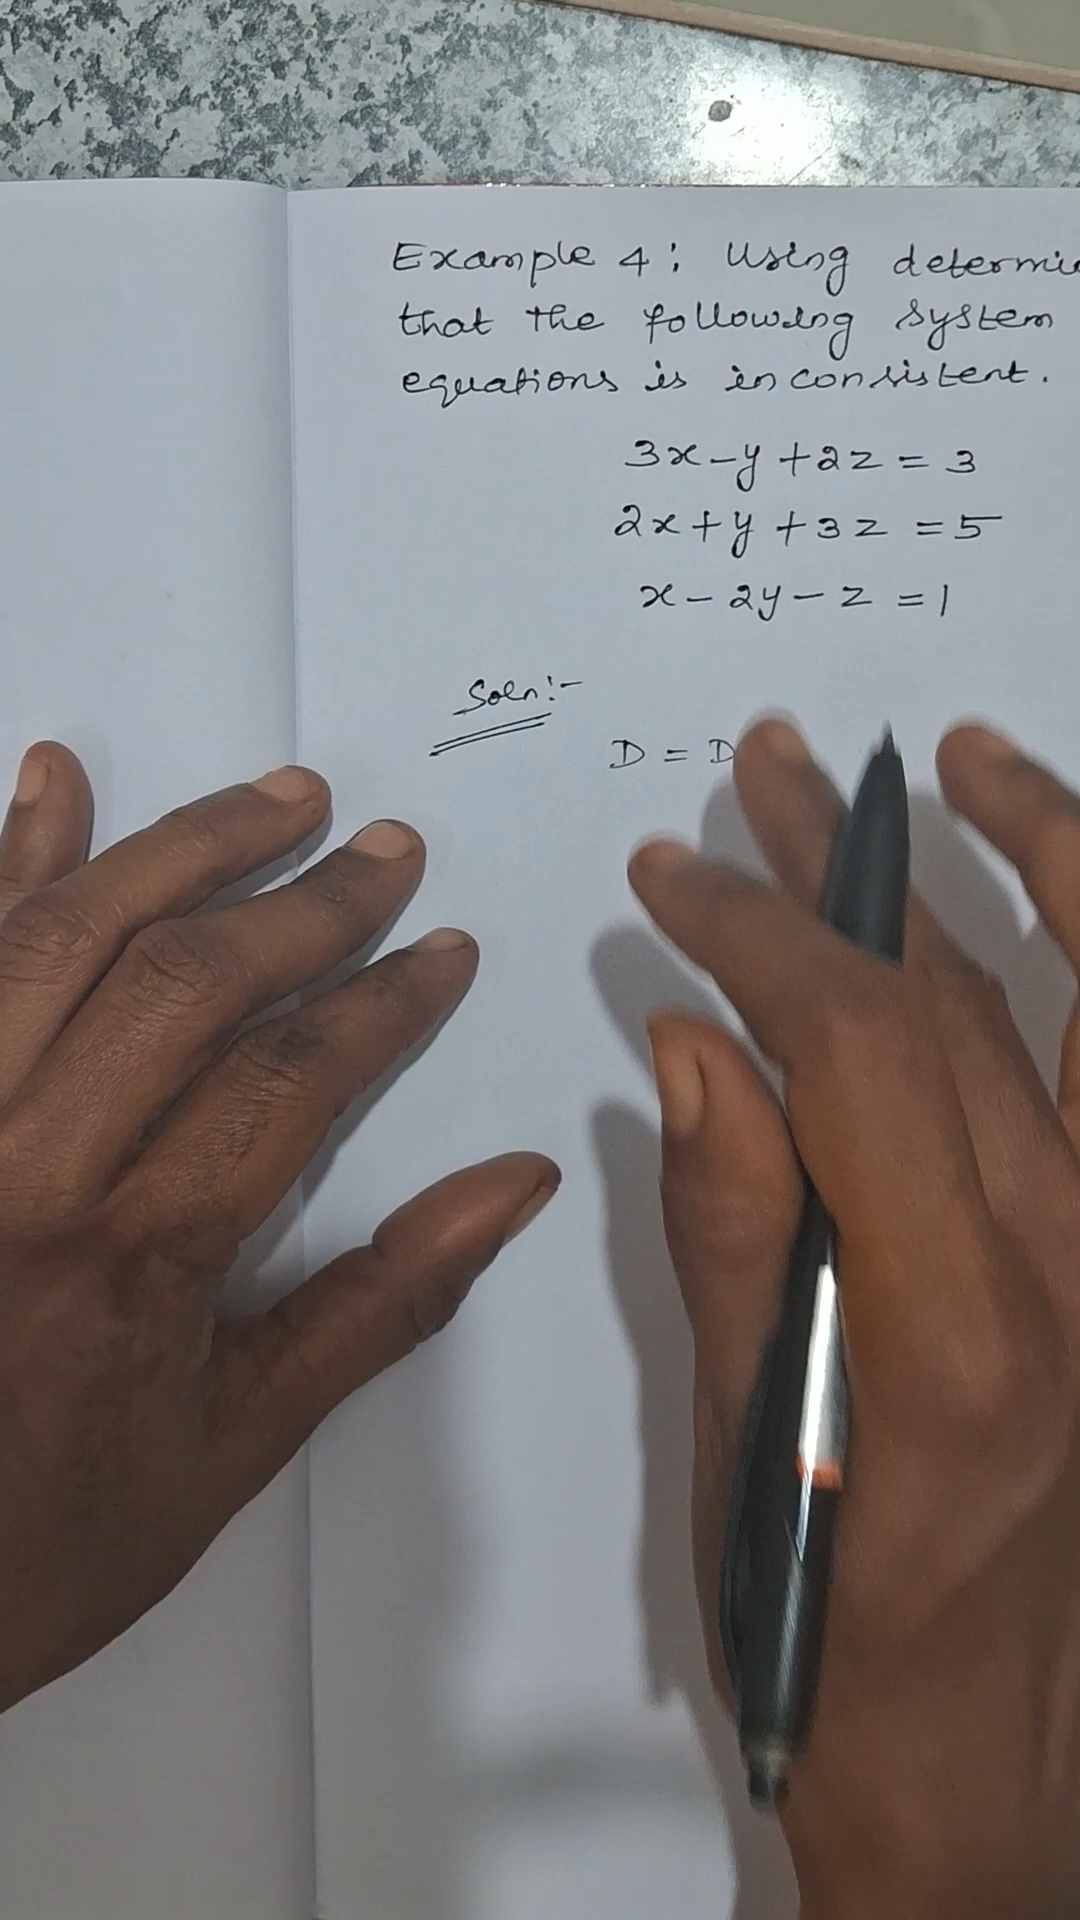 Example 4: Using determi
that the following system
equations is inconsistent.
3x-y+2z=3
2x+y+3z=5
x-2y-z=1
Soln:-
D = D